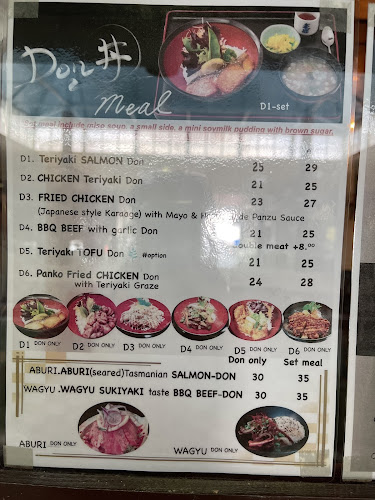 Don 丼
meal
D1-set
meal include miso soup, a small side, a mini soymilk pudding with brown sugar.
D1. Teriyaki SALMON Don 25 29
D2. CHICKEN Teriyaki Don 21 25
D3. FRIED CHICKEN Don 23 27
(Japanese style Karaage) with Mayo & Panzu Sauce
D4. BBQ BEEF with garlic Don 21 25
Double meat +8.00
D5. Teriyaki TOFU Don #option 21 25
D6. Panko Fried CHICKEN Don 24 28
with Teriyaki Graze
D1 DON ONLY D2 DON ONLY D3 DON ONLY D4 DON ONLY D5 DON ONLY D6 DON ONLY
Don only Set meal
ABURI.ABURI(seared)Tasmanian SALMON-DON 30 35
WAGYU.WAGYU SUKIYAKI taste BBQ BEEF-DON 30 35
ABURI DON ONLY
WAGYU DON ONLY